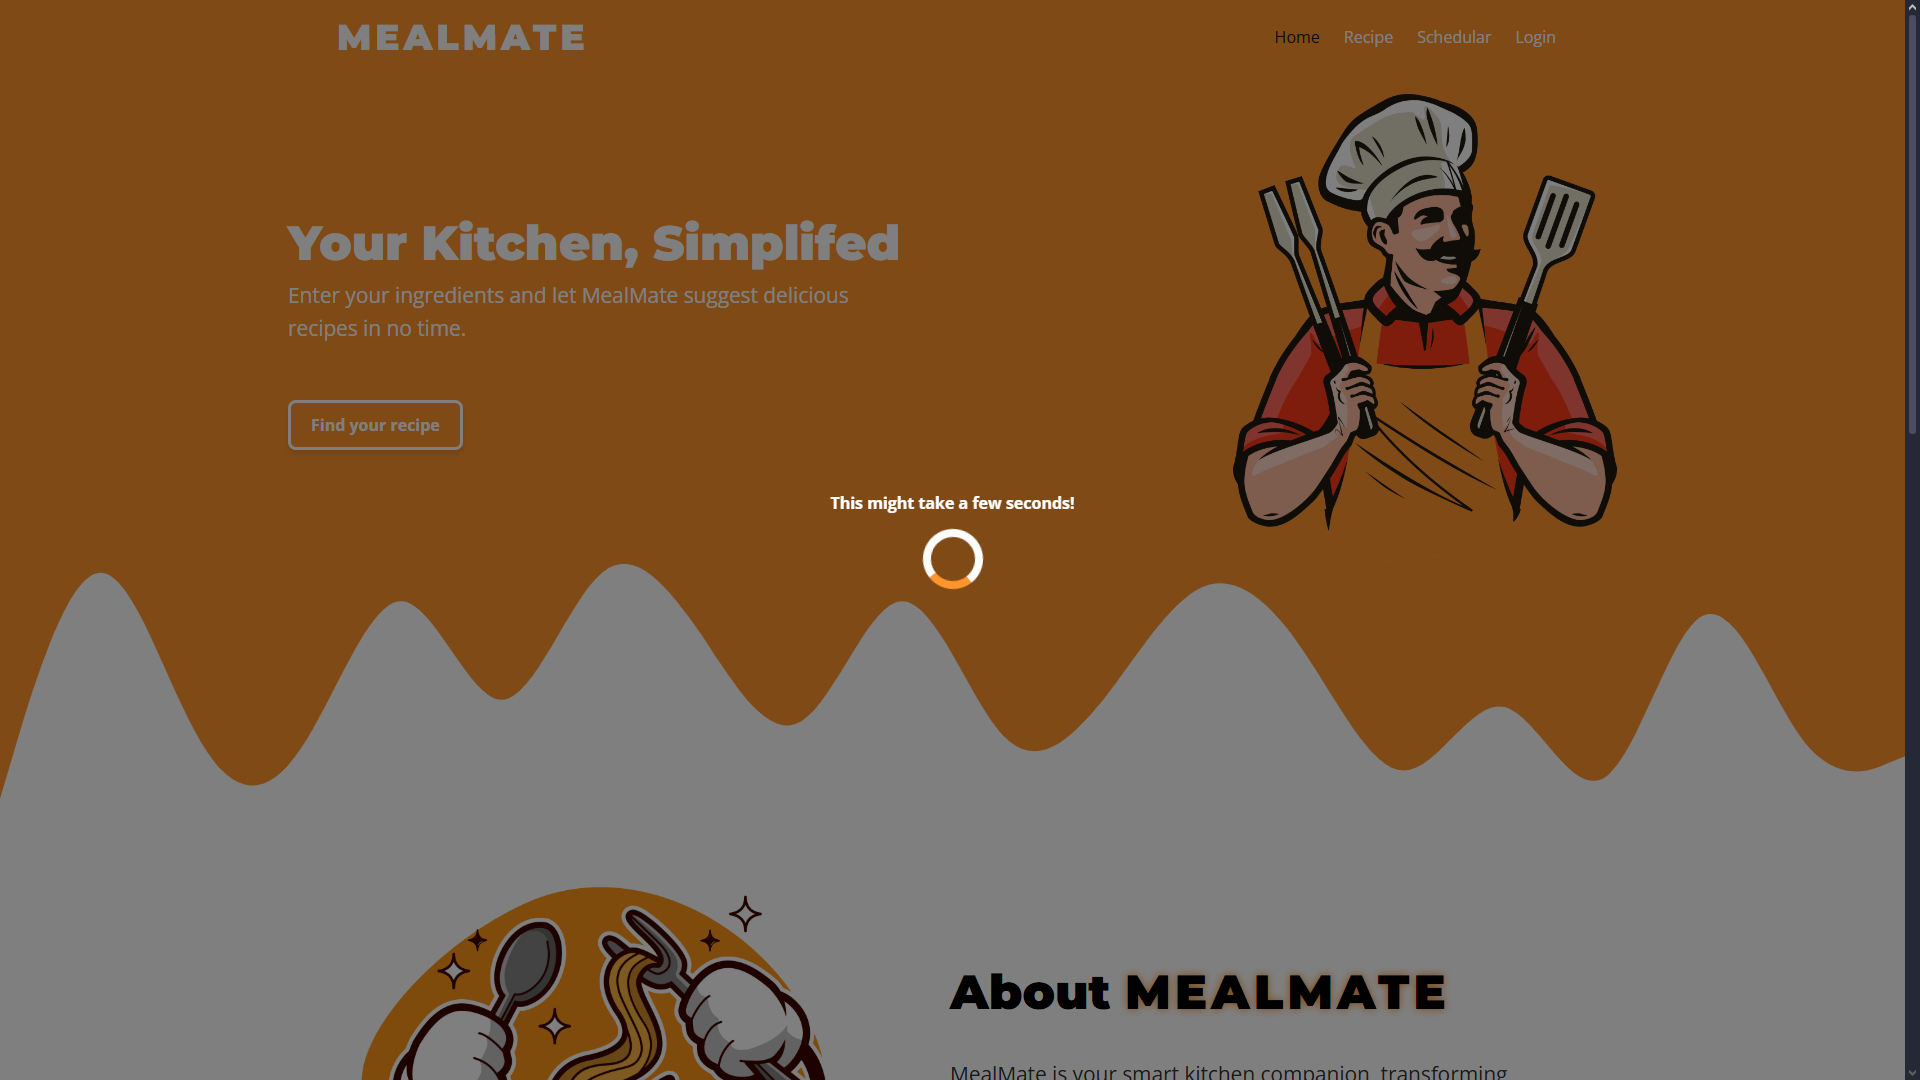 MEALMATE
Home Recipe Schedular Login
Your Kitchen, Simplifed
Enter your ingredients and let MealMate suggest delicious
recipes in no time.
Find your recipe
This might take a few seconds!
About MEALMATE
MealMate is your smart kitchen companion, transforming